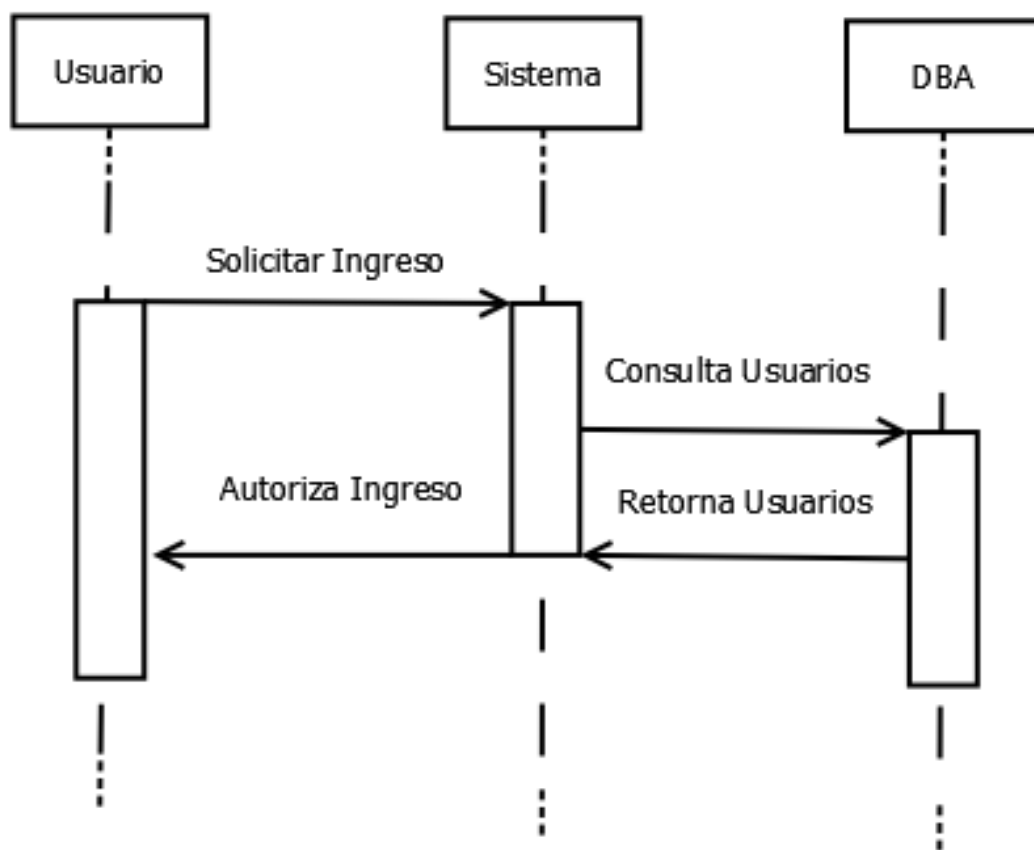 Usuario
Sistema
DBA
Solicitar Ingreso
Consulta Usuarios
Autoriza Ingreso
Retorna Usuarios